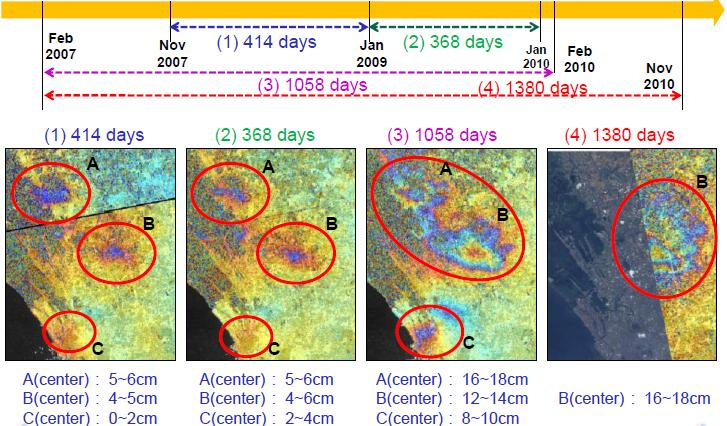 (1) 414 days
(2) 368 days
Feb
2007
Nov
2007
Jan
2009
Jan
2010
Feb
2010
Nov
2010
(3) 1058 days
(4) 1380 days
(1) 414 days
(2) 368 days
(3) 1058 days
(4) 1380 days
A
B
C
A
B
C
A
B
C
B
A(center) : 5~6cm
B(center) : 4~5cm
C(center) : 0~2cm
A(center) : 5~6cm
B(center) : 4~6cm
C(center) : 2~4cm
A(center) : 16~18cm
B(center) : 12~14cm
C(center) : 8~10cm
B(center) : 16~18cm